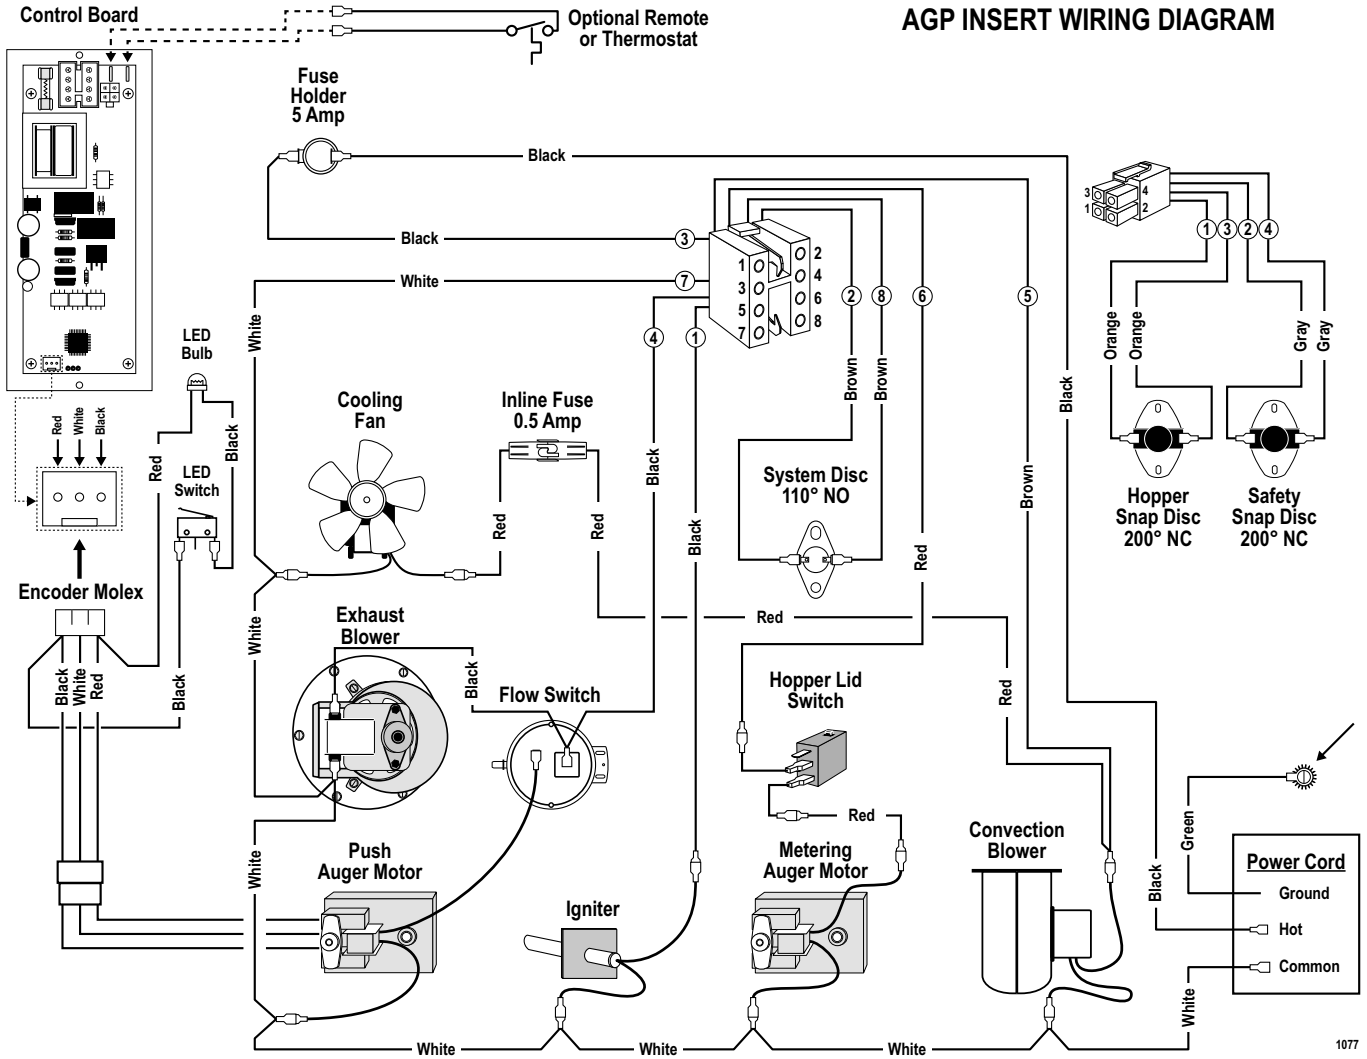 Control Board
Optional Remote
or Thermostat
AGP INSERT WIRING DIAGRAM
Fuse
Holder
5 Amp
Black
Black
3
White
7
1
3
5
7
2
4
6
8
4
1
2
8
6
5
3
1
4
2
1
3
2
4
White
Black
Black
Brown
Brown
Red
Brown
Black
Orange
Orange
Gray
Gray
LED
Bulb
Red
White
Black
Red
Black
LED
Switch
Cooling
Fan
Inline Fuse
0.5 Amp
Red
Red
System Disc
110° NO
Hopper
Snap Disc
200° NC
Safety
Snap Disc
200° NC
Encoder Molex
Black
White
Red
Black
White
Exhaust
Blower
Black
Flow Switch
Red
Red
Hopper Lid
Switch
Red
White
Push
Auger Motor
Igniter
Metering
Auger Motor
Convection
Blower
Black
Green
Power Cord
Ground
Hot
Common
White
White
White
White
1077